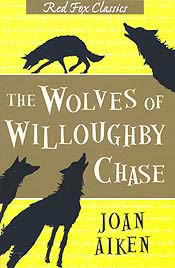 Red Fox Classics
THE WOLVES OF
WILLOUGHBY
CHASE
JOAN
AIKEN